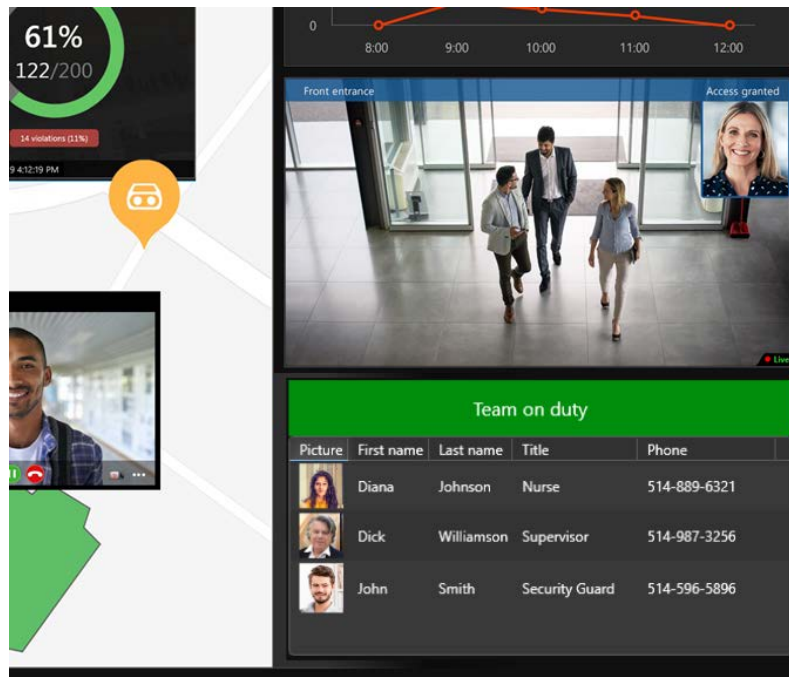 61%
122/200
14 violations (11%)
9 4:12:19 PM
0
8:00 9:00 10:00 11:00 12:00
Front entrance Access granted
Live
Team on duty
Picture First name Last name Title Phone
Diana Johnson Nurse 514-889-6321
Dick Williamson Supervisor 514-987-3256
John Smith Security Guard 514-596-5896